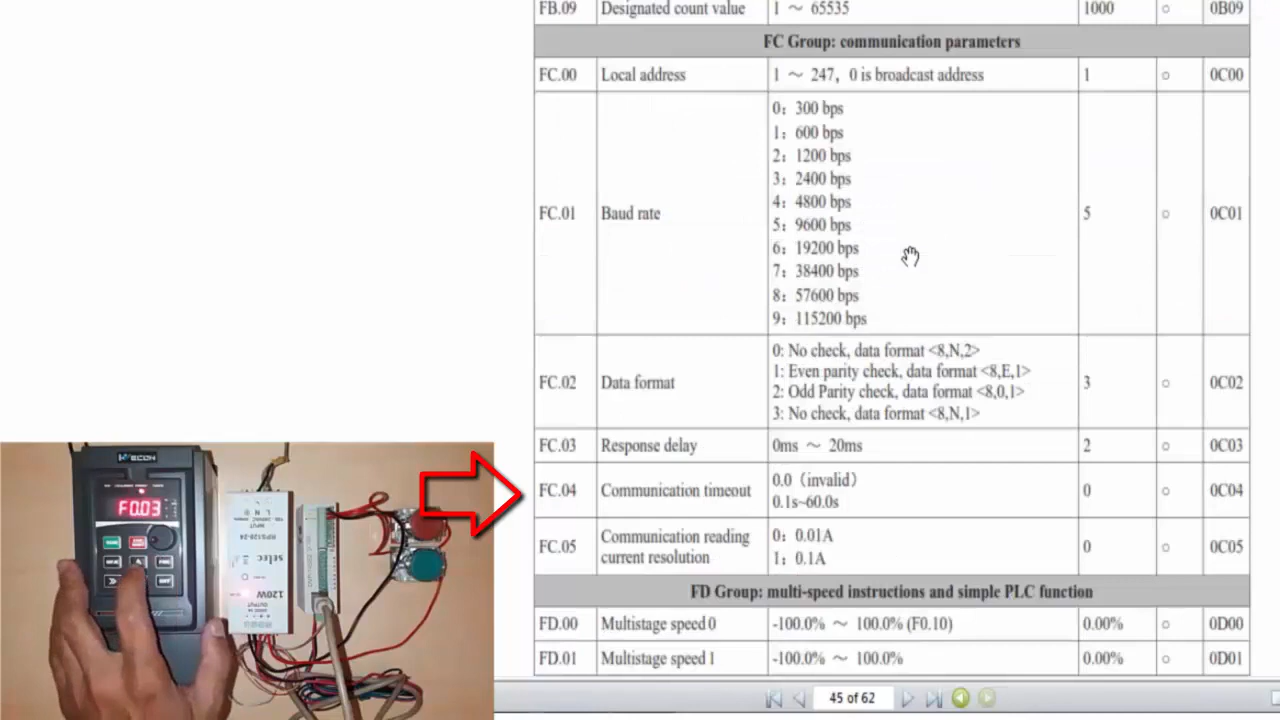 FB.09 Designated count value 1 ～ 65535 1000 ○ 0B09
FC Group: communication parameters
FC.00 Local address 1 ～ 247, 0 is broadcast address 1 ○ 0C00
0: 300 bps
1: 600 bps
2: 1200 bps
3: 2400 bps
4: 4800 bps
FC.01 Baud rate 5: 9600 bps 5 ○ 0C01
6: 19200 bps
7: 38400 bps
8: 57600 bps
9: 115200 bps
0: No check, data format <8,N,2>
1: Even parity check, data format <8,E,1>
FC.02 Data format 3 ○ 0C02
2: Odd Parity check, data format <8,0,1>
3: No check, data format <8,N,1>
FC.03 Response delay 0ms ～ 20ms 2 ○ 0C03
FC.04 Communication timeout 0.0（invalid） 0 ○ 0C04
0.1s~60.0s
FC.05 Communication reading current resolution 0: 0.01A 0 ○ 0C05
1: 0.1A
FD Group: multi-speed instructions and simple PLC function
FD.00 Multistage speed 0 -100.0% ～ 100.0% (F0.10) 0.00% ○ 0D00
FD.01 Multistage speed 1 -100.0% ～ 100.0% 0.00% ○ 0D01
45 of 62
F0.03
L N
INPUT
RPS120-24
selec
120W
OUTPUT